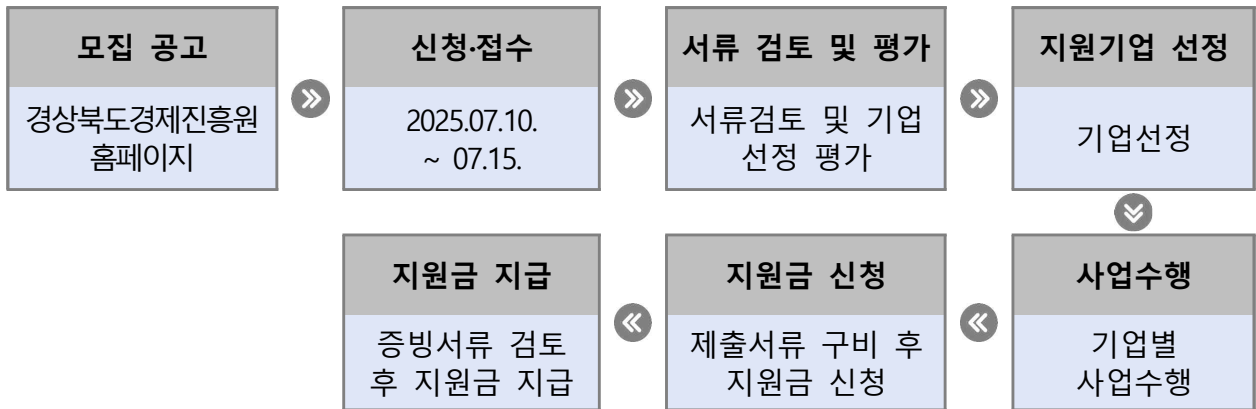 모집 공고
경상북도경제진흥원
홈페이지
신청·접수
2025.07.10.
~ 07.15.
서류 검토 및 평가
서류검토 및 기업
선정 평가
지원기업 선정
기업선정
사업수행
기업별
사업수행
지원금 신청
제출서류 구비 후
지원금 신청
지원금 지급
증빙서류 검토
후 지원금 지급